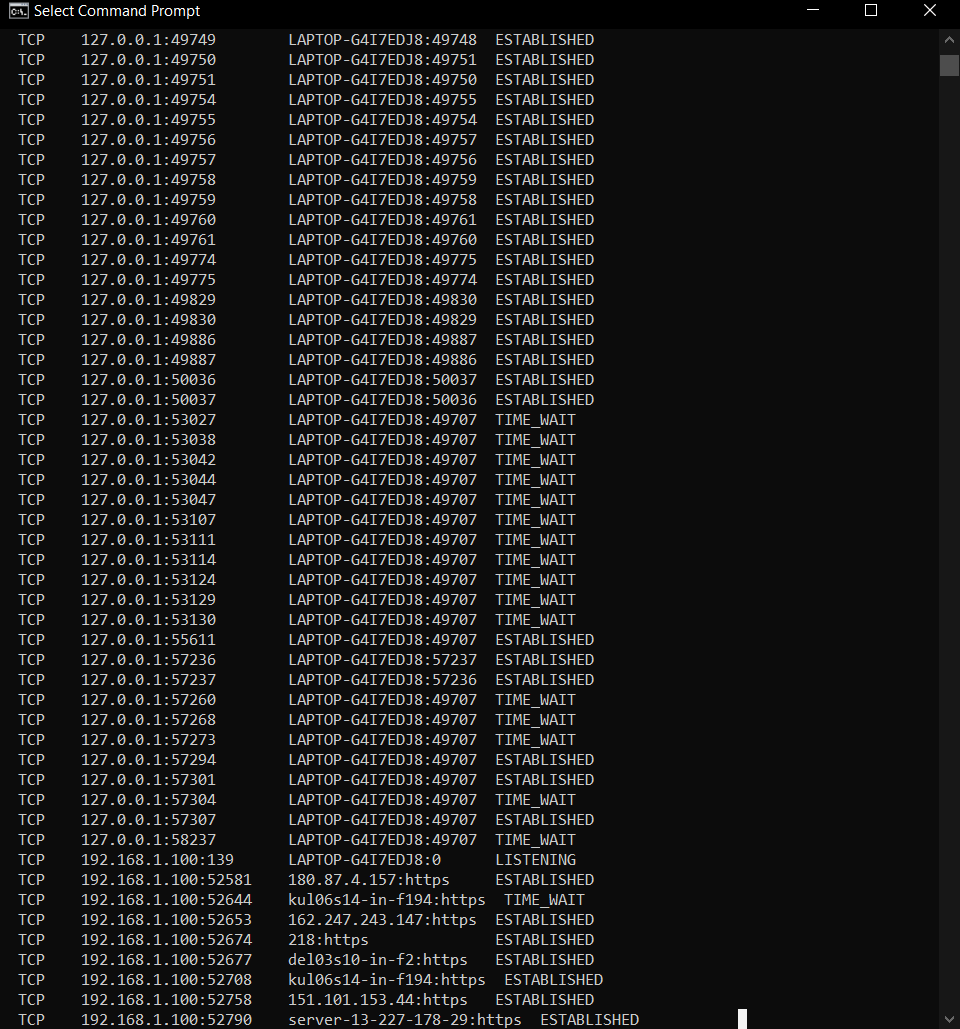 Select Command Prompt
TCP    127.0.0.1:49749        LAPTOP-G4I7EDJ8:49748  ESTABLISHED
TCP    127.0.0.1:49750        LAPTOP-G4I7EDJ8:49751  ESTABLISHED
TCP    127.0.0.1:49751        LAPTOP-G4I7EDJ8:49750  ESTABLISHED
TCP    127.0.0.1:49754        LAPTOP-G4I7EDJ8:49755  ESTABLISHED
TCP    127.0.0.1:49755        LAPTOP-G4I7EDJ8:49754  ESTABLISHED
TCP    127.0.0.1:49756        LAPTOP-G4I7EDJ8:49757  ESTABLISHED
TCP    127.0.0.1:49757        LAPTOP-G4I7EDJ8:49756  ESTABLISHED
TCP    127.0.0.1:49758        LAPTOP-G4I7EDJ8:49759  ESTABLISHED
TCP    127.0.0.1:49759        LAPTOP-G4I7EDJ8:49758  ESTABLISHED
TCP    127.0.0.1:49760        LAPTOP-G4I7EDJ8:49761  ESTABLISHED
TCP    127.0.0.1:49761        LAPTOP-G4I7EDJ8:49760  ESTABLISHED
TCP    127.0.0.1:49774        LAPTOP-G4I7EDJ8:49775  ESTABLISHED
TCP    127.0.0.1:49775        LAPTOP-G4I7EDJ8:49774  ESTABLISHED
TCP    127.0.0.1:49829        LAPTOP-G4I7EDJ8:49830  ESTABLISHED
TCP    127.0.0.1:49830        LAPTOP-G4I7EDJ8:49829  ESTABLISHED
TCP    127.0.0.1:49886        LAPTOP-G4I7EDJ8:49887  ESTABLISHED
TCP    127.0.0.1:49887        LAPTOP-G4I7EDJ8:49886  ESTABLISHED
TCP    127.0.0.1:50036        LAPTOP-G4I7EDJ8:50037  ESTABLISHED
TCP    127.0.0.1:50037        LAPTOP-G4I7EDJ8:50036  ESTABLISHED
TCP    127.0.0.1:53027        LAPTOP-G4I7EDJ8:49707  TIME_WAIT
TCP    127.0.0.1:53038        LAPTOP-G4I7EDJ8:49707  TIME_WAIT
TCP    127.0.0.1:53042        LAPTOP-G4I7EDJ8:49707  TIME_WAIT
TCP    127.0.0.1:53044        LAPTOP-G4I7EDJ8:49707  TIME_WAIT
TCP    127.0.0.1:53047        LAPTOP-G4I7EDJ8:49707  TIME_WAIT
TCP    127.0.0.1:53107        LAPTOP-G4I7EDJ8:49707  TIME_WAIT
TCP    127.0.0.1:53111        LAPTOP-G4I7EDJ8:49707  TIME_WAIT
TCP    127.0.0.1:53114        LAPTOP-G4I7EDJ8:49707  TIME_WAIT
TCP    127.0.0.1:53124        LAPTOP-G4I7EDJ8:49707  TIME_WAIT
TCP    127.0.0.1:53129        LAPTOP-G4I7EDJ8:49707  TIME_WAIT
TCP    127.0.0.1:53130        LAPTOP-G4I7EDJ8:49707  TIME_WAIT
TCP    127.0.0.1:55611        LAPTOP-G4I7EDJ8:49707  ESTABLISHED
TCP    127.0.0.1:57236        LAPTOP-G4I7EDJ8:57237  ESTABLISHED
TCP    127.0.0.1:57237        LAPTOP-G4I7EDJ8:57236  ESTABLISHED
TCP    127.0.0.1:57260        LAPTOP-G4I7EDJ8:49707  TIME_WAIT
TCP    127.0.0.1:57268        LAPTOP-G4I7EDJ8:49707  TIME_WAIT
TCP    127.0.0.1:57273        LAPTOP-G4I7EDJ8:49707  TIME_WAIT
TCP    127.0.0.1:57294        LAPTOP-G4I7EDJ8:49707  ESTABLISHED
TCP    127.0.0.1:57301        LAPTOP-G4I7EDJ8:49707  ESTABLISHED
TCP    127.0.0.1:57304        LAPTOP-G4I7EDJ8:49707  TIME_WAIT
TCP    127.0.0.1:57307        LAPTOP-G4I7EDJ8:49707  ESTABLISHED
TCP    127.0.0.1:58237        LAPTOP-G4I7EDJ8:49707  TIME_WAIT
TCP    192.168.1.100:139      LAPTOP-G4I7EDJ8:0      LISTENING
TCP    192.168.1.100:52581    180.87.4.157:https     ESTABLISHED
TCP    192.168.1.100:52644    kul06s14-in-f194:https  TIME_WAIT
TCP    192.168.1.100:52653    162.247.243.147:https  ESTABLISHED
TCP    192.168.1.100:52674    218:https              ESTABLISHED
TCP    192.168.1.100:52677    del03s10-in-f2:https   ESTABLISHED
TCP    192.168.1.100:52708    kul06s14-in-f194:https  ESTABLISHED
TCP    192.168.1.100:52758    151.101.153.44:https   ESTABLISHED
TCP    192.168.1.100:52790    server-13-227-178-29:https  ESTABLISHED